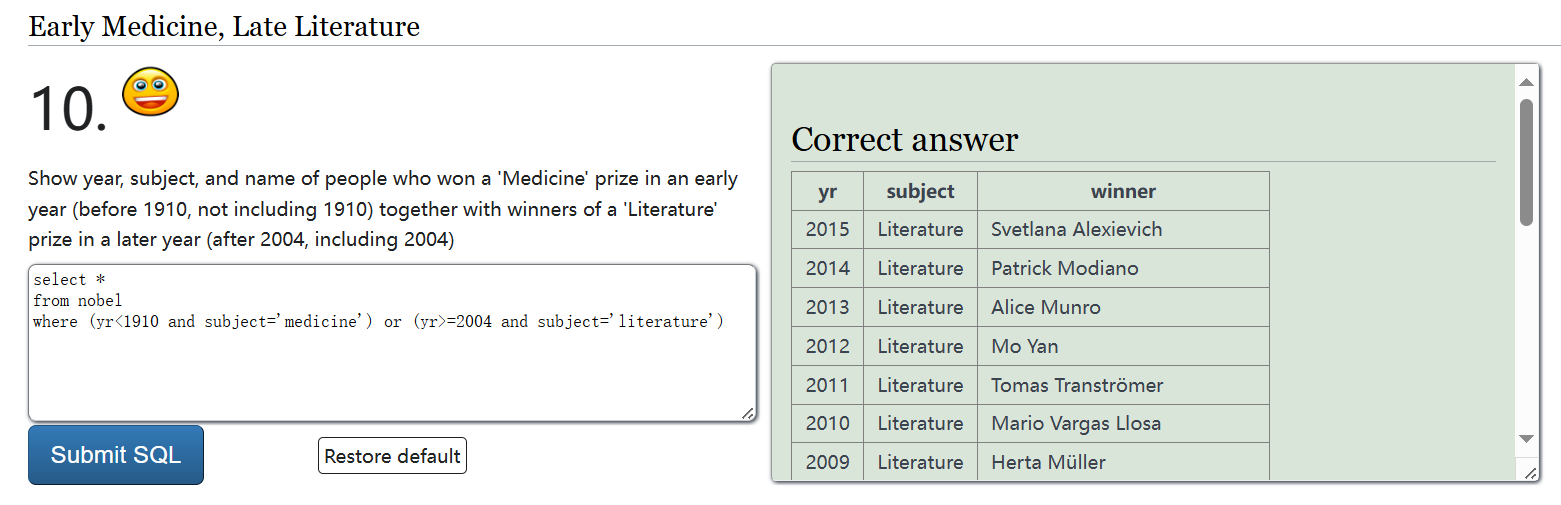 Early Medicine, Late Literature
10.
Show year, subject, and name of people who won a 'Medicine' prize in an early
year (before 1910, not including 1910) together with winners of a 'Literature'
prize in a later year (after 2004, including 2004)
select *
from nobel
where (yr<1910 and subject='medicine') or (yr>=2004 and subject='literature')
Submit SQL
Restore default
Correct answer
yr subject winner
2015 Literature Svetlana Alexievich
2014 Literature Patrick Modiano
2013 Literature Alice Munro
2012 Literature Mo Yan
2011 Literature Tomas Tranströmer
2010 Literature Mario Vargas Llosa
2009 Literature Herta Müller